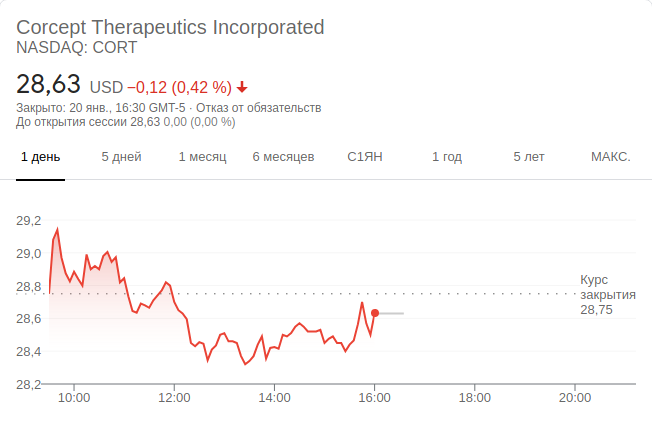 Corcept Therapeutics Incorporated
NASDAQ: CORT
28,63 USD −0,12 (0,42 %)
Закрыто: 20 янв., 16:30 GMT-5 · Отказ от обязательств
До открытия сессии 28,63 0,00 (0,00 %)
1 день 5 дней 1 месяц 6 месяцев С1ЯН 1 год 5 лет МАКС.
29,2
29,0
28,8
28,6
28,4
28,2
Курс
закрытия
28,75
10:00 12:00 14:00 16:00 18:00 20:00